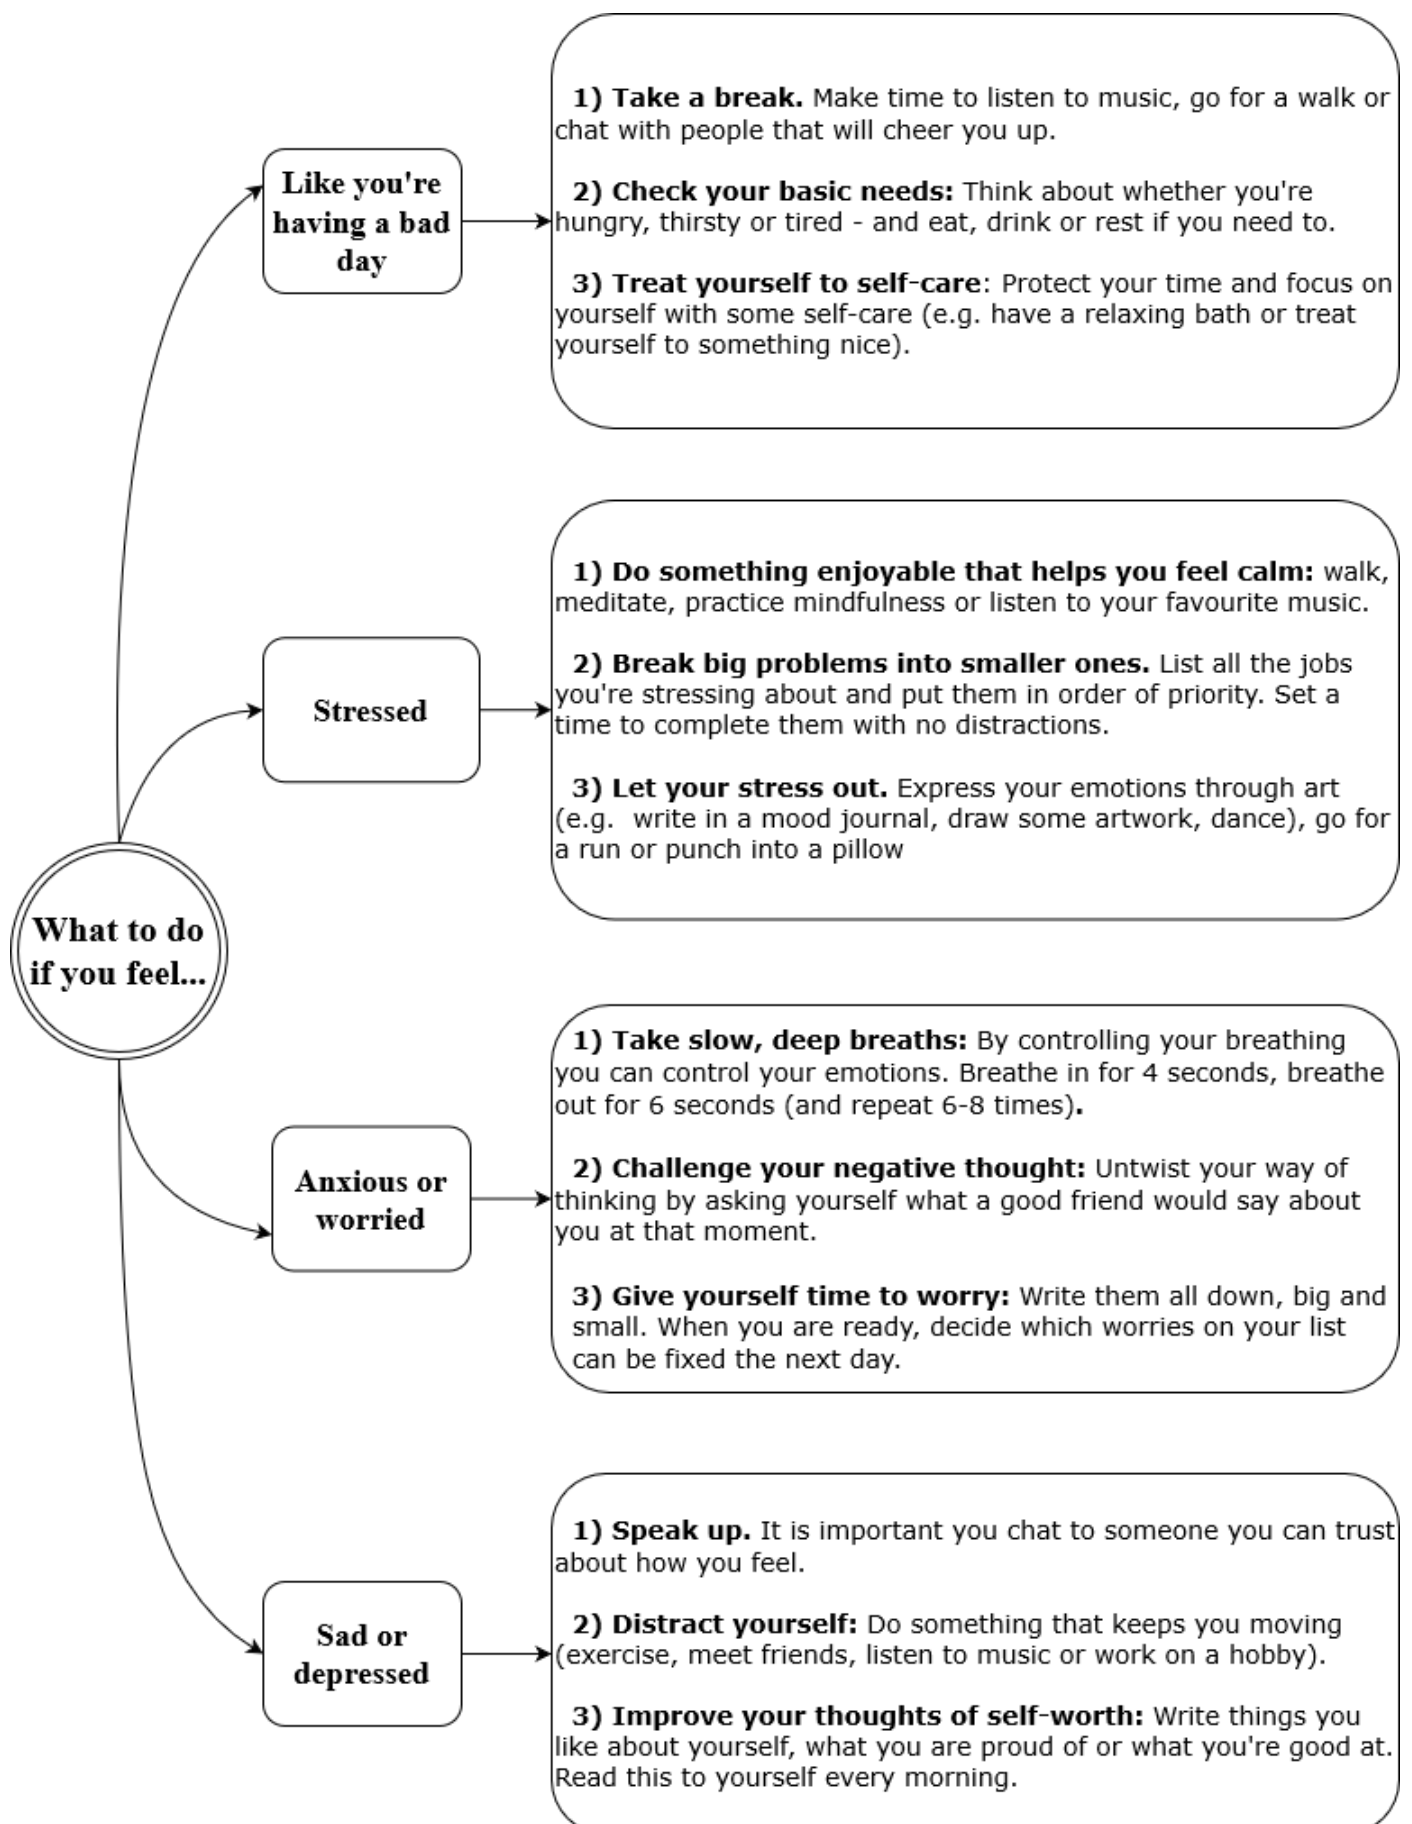 Like you're
having a bad
day
1) Take a break. Make time to listen to music, go for a walk or
chat with people that will cheer you up.
2) Check your basic needs: Think about whether you're
hungry, thirsty or tired - and eat, drink or rest if you need to.
3) Treat yourself to self-care: Protect your time and focus on
yourself with some self-care (e.g. have a relaxing bath or treat
yourself to something nice).
Stressed
1) Do something enjoyable that helps you feel calm: walk,
meditate, practice mindfulness or listen to your favourite music.
2) Break big problems into smaller ones. List all the jobs
you're stressing about and put them in order of priority. Set a
time to complete them with no distractions.
3) Let your stress out. Express your emotions through art
(e.g.  write in a mood journal, draw some artwork, dance), go for
a run or punch into a pillow
What to do
if you feel...
Anxious or
worried
1) Take slow, deep breaths: By controlling your breathing
you can control your emotions. Breathe in for 4 seconds, breathe
out for 6 seconds (and repeat 6-8 times).
2) Challenge your negative thought: Untwist your way of
thinking by asking yourself what a good friend would say about
you at that moment.
3) Give yourself time to worry: Write them all down, big and
small. When you are ready, decide which worries on your list
can be fixed the next day.
Sad or
depressed
1) Speak up. It is important you chat to someone you can trust
about how you feel.
2) Distract yourself: Do something that keeps you moving
(exercise, meet friends, listen to music or work on a hobby).
3) Improve your thoughts of self-worth: Write things you
like about yourself, what you are proud of or what you're good at.
Read this to yourself every morning.